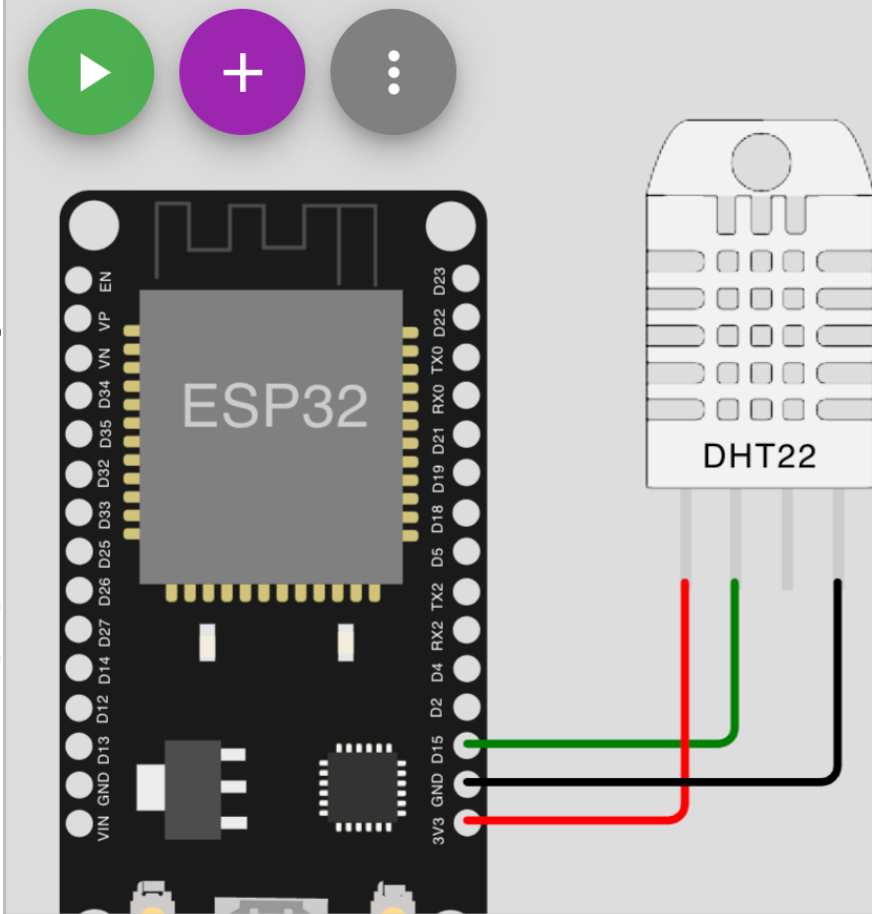 EN
VP
VN
D34
D35
D32
D33
D25
D26
D27
D14
D12
D13
GND
VIN
ESP32
D23
D22
TX0
RX0
D21
D19
D18
D5
TX2
RX2
D4
D2
D15
GND
3V3
DHT22